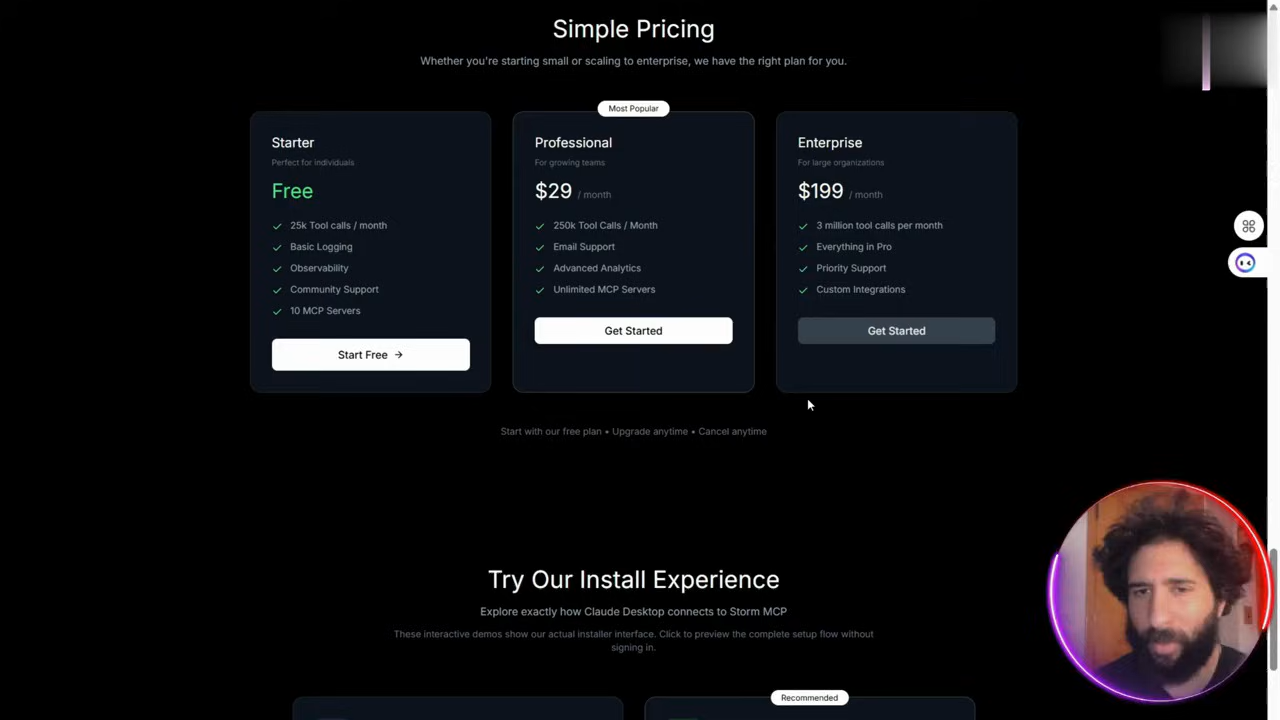 Simple Pricing
Whether you're starting small or scaling to enterprise, we have the right plan for you.
Starter
Perfect for individuals
Free
25k Tool calls / month
Basic Logging
Observability
Community Support
10 MCP Servers
Start Free →
Most Popular
Professional
For growing teams
$29 / month
250k Tool Calls / Month
Email Support
Advanced Analytics
Unlimited MCP Servers
Get Started
Enterprise
For large organizations
$199 / month
3 million tool calls per month
Everything in Pro
Priority Support
Custom Integrations
Get Started
Start with our free plan • Upgrade anytime • Cancel anytime
Try Our Install Experience
Explore exactly how Claude Desktop connects to Storm MCP
These interactive demos show our actual installer interface. Click to preview the complete setup flow without
signing in.
Recommended